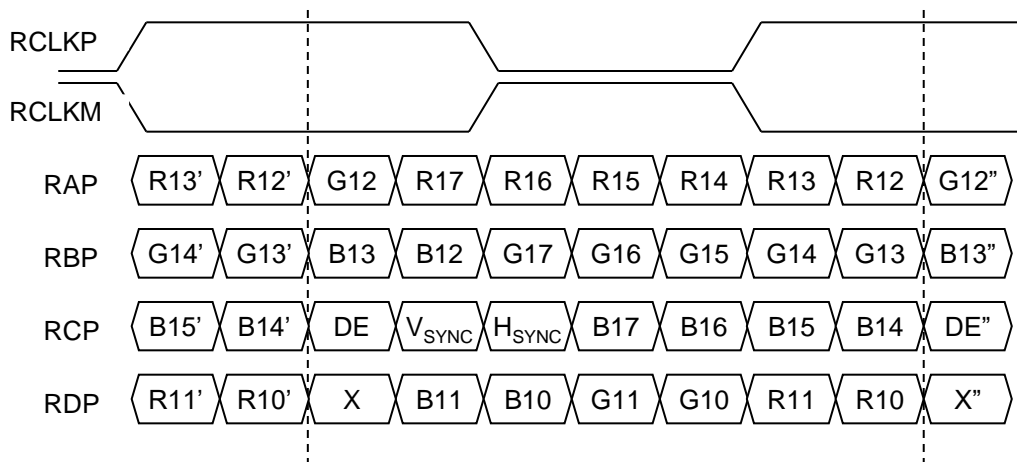 RCLKP
RCLKM
RAP R13’ R12’ G12 R17 R16 R15 R14 R13 R12 G12”
RBP G14’ G13’ B13 B12 G17 G16 G15 G14 G13 B13”
RCP B15’ B14’ DE VSYNC HSYNC B17 B16 B15 B14 DE”
RDP R11’ R10’ X B11 B10 G11 G10 R11 R10 X”